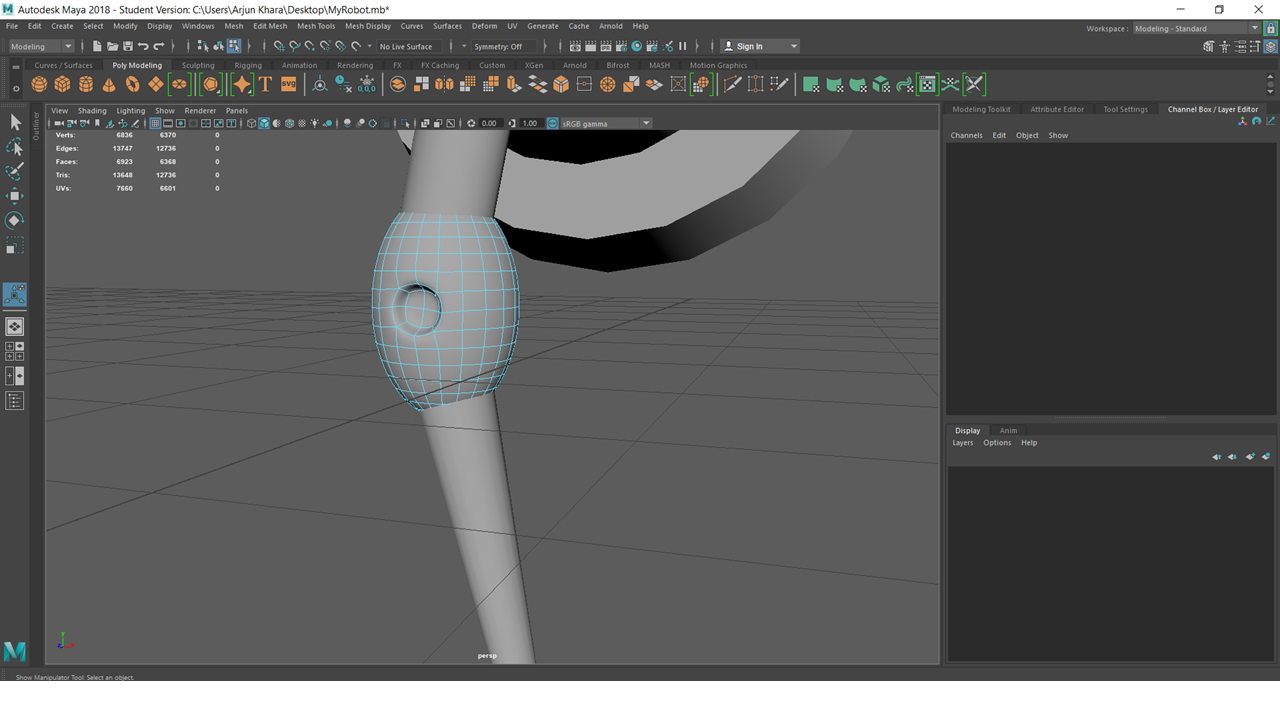 Autodesk Maya 2018 - Student Version: C:\Users\Arjun Khara\Desktop\MyRobot.mb*
File Edit Create Select Modify Display Windows Mesh Edit Mesh Mesh Tools Mesh Display Curves Surfaces Deform UV Generate Cache Arnold Help
Workspace : Modeling - Standard
Modeling No Live Surface Symmetry: Off Sign In
Curves / Surfaces Poly Modeling Sculpting Rigging Animation Rendering FX FX Caching Custom XGen Arnold Bifrost MASH Motion Graphics
T SVG 0,0,0
Outliner
View Shading Lighting Show Renderer Panels
0.00 1.00 sRGB gamma
Verts: 6836 6370 0
Edges: 13747 12736 0
Faces: 6923 6368 0
Tris: 13648 12736 0
UVs: 7660 6601 0
persp
Modeling Toolkit Attribute Editor Tool Settings Channel Box / Layer Editor
Channels Edit Object Show
Display Anim
Layers Options Help
Show Manipulator Tool: Select an object.